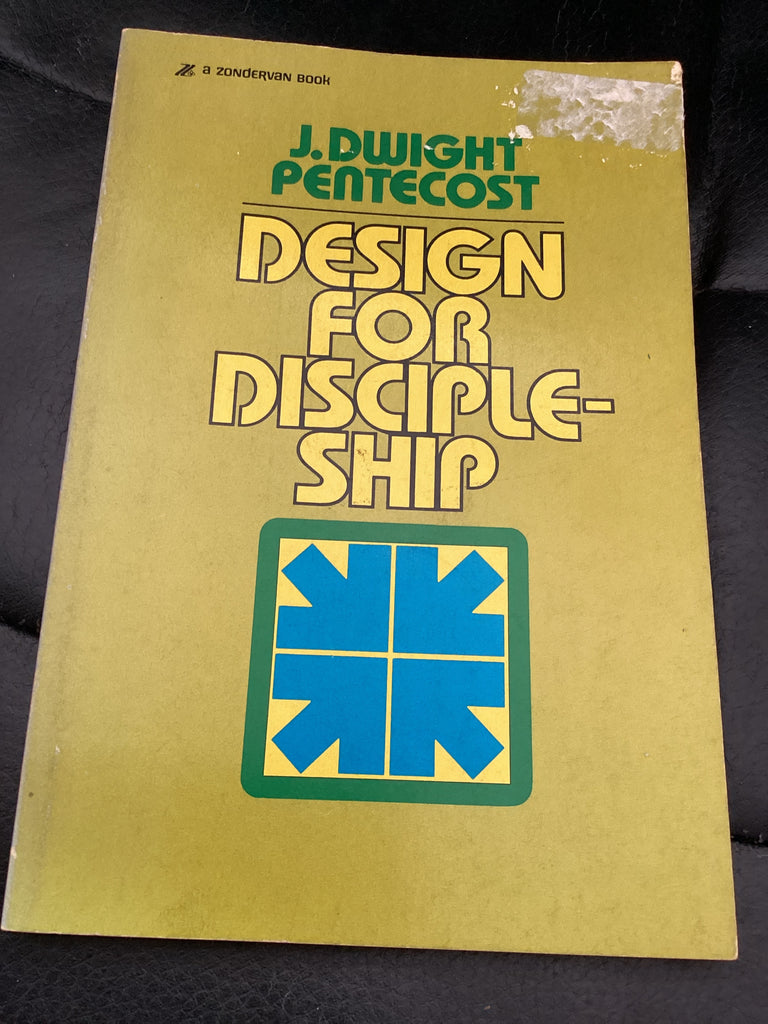 a ZONDERVAN BOOK
J. DWIGHT
PENTECOST
DESIGN
FOR
DISCIPLE-
SHIP